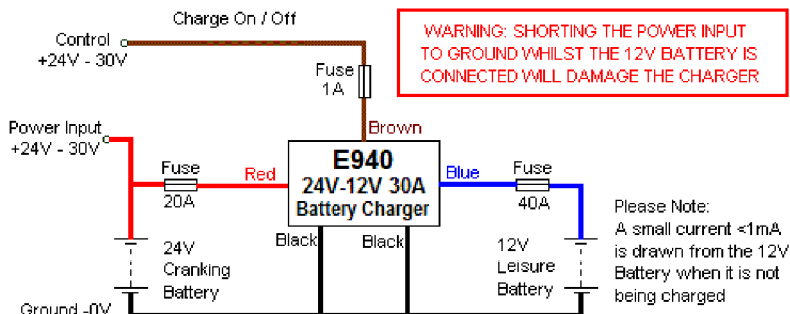 Charge On / Off
Control
+24V - 30V
Fuse
1A
WARNING: SHORTING THE POWER INPUT
TO GROUND WHILST THE 12V BATTERY IS
CONNECTED WILL DAMAGE THE CHARGER
Brown
Power Input
+24V - 30V
Fuse
20A
Red
E940
24V-12V 30A
Battery Charger
Blue
Fuse
40A
Black
Black
24V
Cranking
Battery
12V
Leisure
Battery
Please Note:
A small current <1mA
is drawn from the 12V
Battery when it is not
being charged
Ground -0V